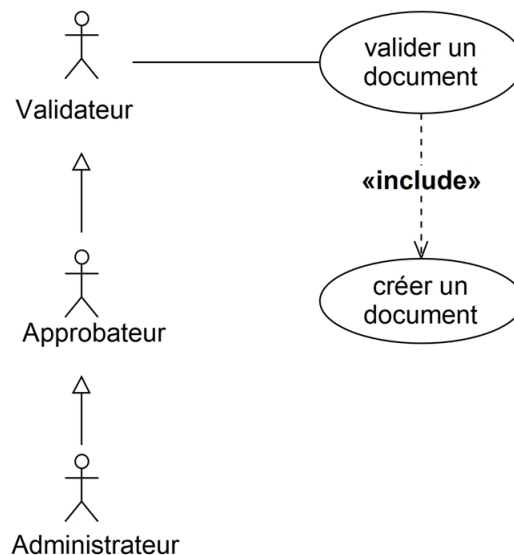 valider un
document
Validateur
«include»
créer un
document
Approbateur
Administrateur